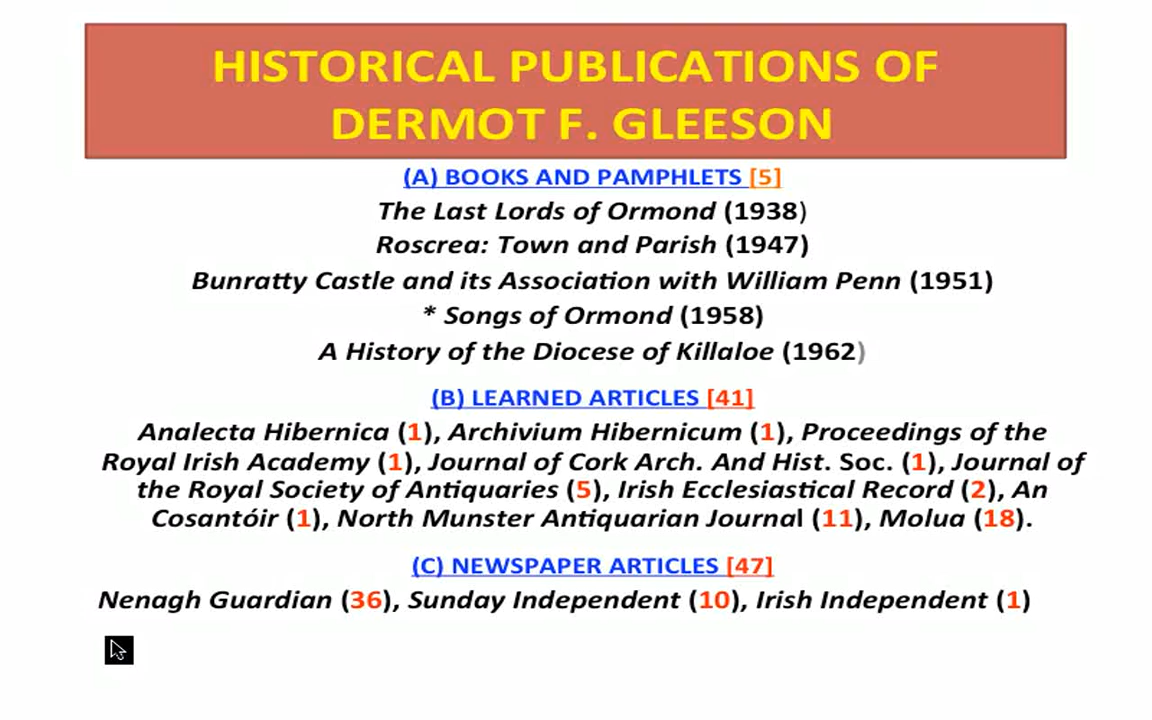 HISTORICAL PUBLICATIONS OF
DERMOT F. GLEESON
(A) BOOKS AND PAMPHLETS [5]
The Last Lords of Ormond (1938)
Roscrea: Town and Parish (1947)
Bunratty Castle and its Association with William Penn (1951)
* Songs of Ormond (1958)
A History of the Diocese of Killaloe (1962)
(B) LEARNED ARTICLES [41]
Analecta Hibernica (1), Archivium Hibernicum (1), Proceedings of the
Royal Irish Academy (1), Journal of Cork Arch. And Hist. Soc. (1), Journal of
the Royal Society of Antiquaries (5), Irish Ecclesiastical Record (2), An
Cosantóir (1), North Munster Antiquarian Journal (11), Molua (18).
(C) NEWSPAPER ARTICLES [47]
Nenagh Guardian (36), Sunday Independent (10), Irish Independent (1)